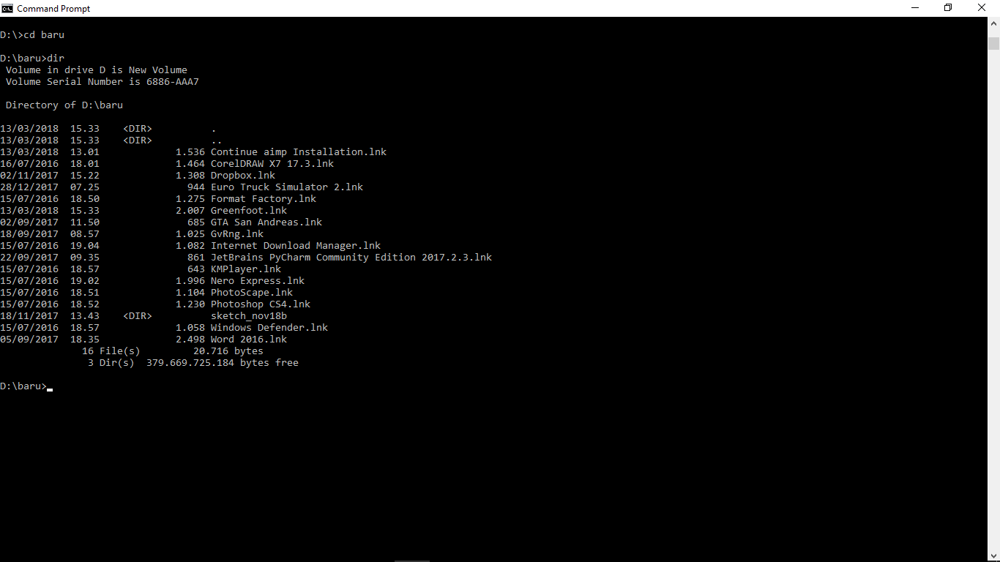 Command Prompt
D:\>cd baru
D:\baru>dir
 Volume in drive D is New Volume
 Volume Serial Number is 6886-AAA7
 Directory of D:\baru
13/03/2018  15.33    <DIR>          .
13/03/2018  15.33    <DIR>          ..
13/03/2018  13.01             1.536 Continue aimp Installation.lnk
16/07/2016  18.01             1.464 CorelDRAW X7 17.3.lnk
02/11/2017  15.22             1.308 Dropbox.lnk
28/12/2017  07.25               944 Euro Truck Simulator 2.lnk
15/07/2016  18.50             1.275 Format Factory.lnk
13/03/2018  15.33             2.007 Greenfoot.lnk
02/09/2017  11.50               685 GTA San Andreas.lnk
18/09/2017  08.57             1.025 GvRng.lnk
15/07/2016  19.04             1.082 Internet Download Manager.lnk
22/09/2017  09.35               861 JetBrains PyCharm Community Edition 2017.2.3.lnk
15/07/2016  18.57               643 KMPlayer.lnk
15/07/2016  19.02             1.996 Nero Express.lnk
15/07/2016  18.51             1.104 PhotoScape.lnk
15/07/2016  18.52             1.230 Photoshop CS4.lnk
18/11/2017  13.43    <DIR>          sketch_nov18b
15/07/2016  18.57             1.058 Windows Defender.lnk
05/09/2017  18.35             2.498 Word 2016.lnk
              16 File(s)         20.716 bytes
               3 Dir(s)  379.669.725.184 bytes free
D:\baru>